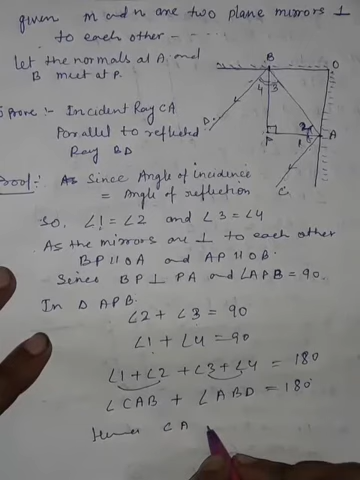 given m and n are two plane mirrors ⊥
to each other - - - . .
Let the normals at A and
B meet at P.
Prove :- Incident Ray CA
Parallel to reflected
Ray BD
B
O
4 3
D
P
2
1
A
C
Proof:- As Since Angle of incidence
= Angle of reflection
So, ∠1 = ∠2 and ∠3 = ∠4
As the mirrors are ⊥ to each other
BP || OA and AP || OB.
Since BP ⊥ PA and ∠APB = 90.
In Δ APB.
∠2 + ∠3 = 90
∠1 + ∠4 = 90
∠1 + ∠2 + ∠3 + ∠4 = 180
∠CAB + ∠ABD = 180
Hence CA